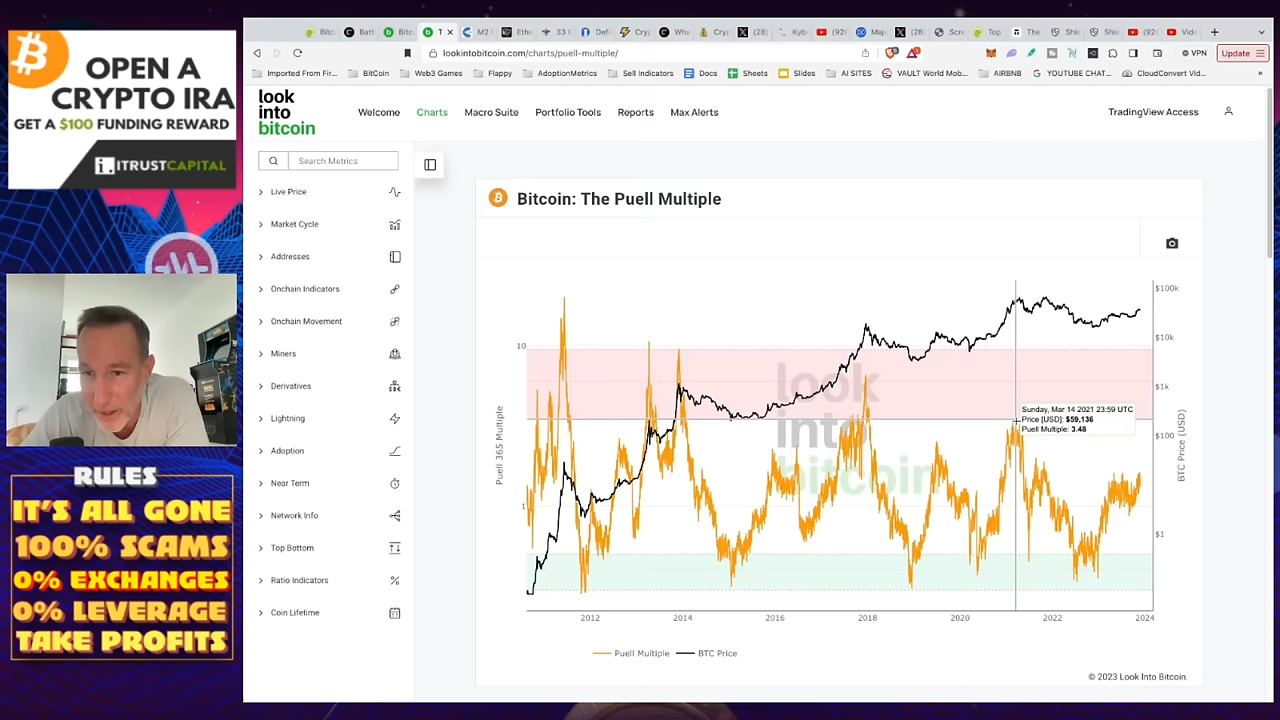 OPEN A
CRYPTO IRA
GET A $100 FUNDING REWARD
i. ITRUSTCAPITAL
RULES
IT'S ALL GONE
100% SCAMS
0% EXCHANGES
0% LEVERAGE
TAKE PROFITS
lookintobitcoin.com/charts/puell-multiple/
VPN
Update
Imported From Fir...
BitCoin
Web3 Games
Flappy
AdoptionMetrics
Sell Indicators
Docs
Sheets
Slides
AI SITES
VAULT World Mob...
AIRBNB
YOUTUBE CHAT...
CloudConvert Vid...
look
into
bitcoin
Welcome
Charts
Macro Suite
Portfolio Tools
Reports
Max Alerts
TradingView Access
Search Metrics
Live Price
Market Cycle
Addresses
Onchain Indicators
Onchain Movement
Miners
Derivatives
Lightning
Adoption
Near Term
Network Info
Top Bottom
Ratio Indicators
Coin Lifetime
Bitcoin: The Puell Multiple
look
into
bitcoin
Puell 365 Multiple
10
1
$100k
$10k
$1k
$100
$1
BTC Price (USD)
Sunday, Mar 14 2021 23:59 UTC
Price [USD]: $59,136
Puell Multiple: 3.48
2012
2014
2016
2018
2020
2022
2024
Puell Multiple
BTC Price
© 2023 Look Into Bitcoin.